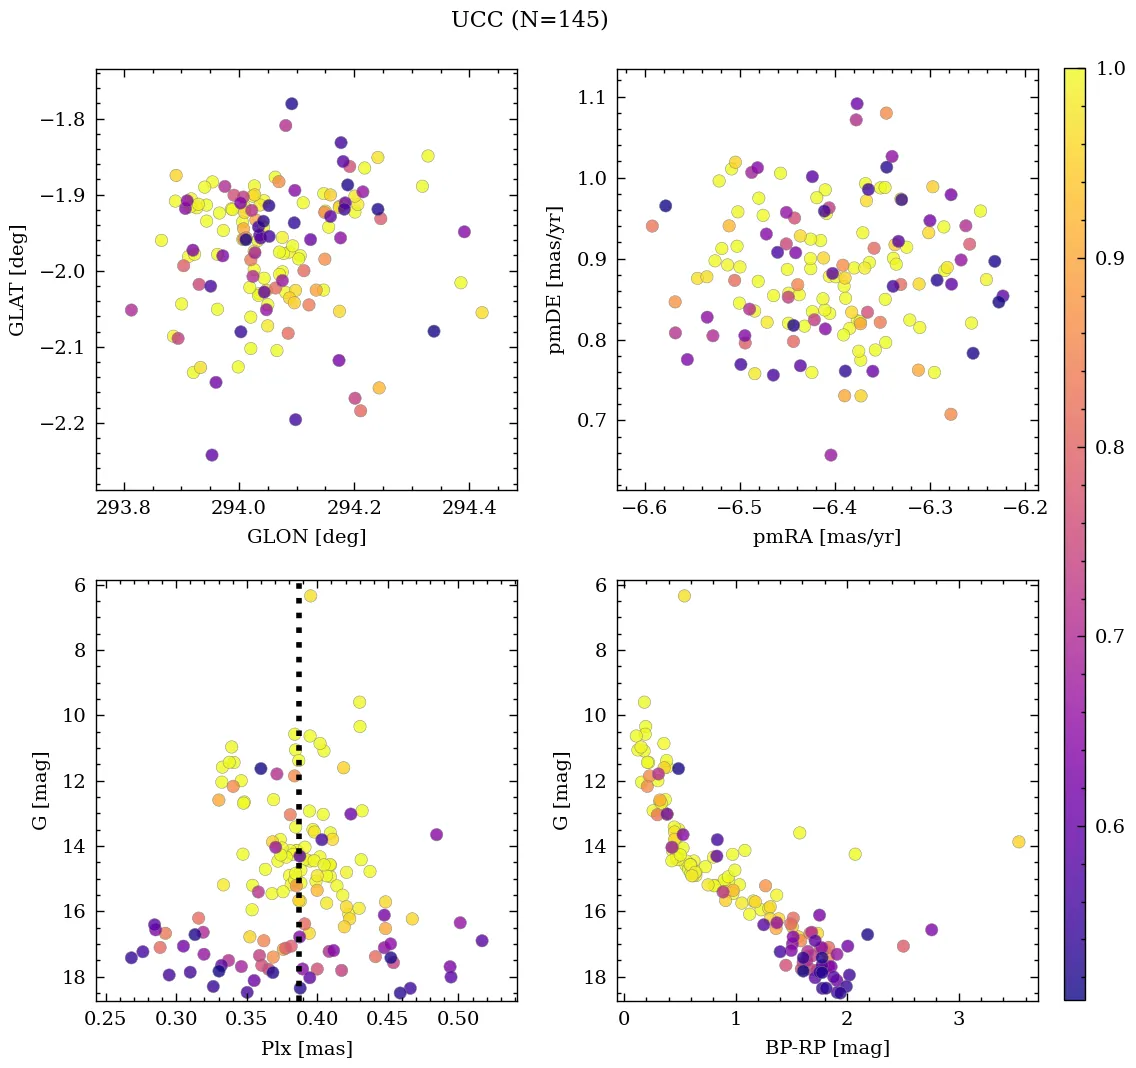 UCC (N=145)
−1.8
−1.9
−2.0
−2.1
−2.2
GLAT [deg]
293.8 294.0 294.2 294.4
GLON [deg]
1.1
1.0
0.9
0.8
0.7
pmDE [mas/yr]
−6.6 −6.5 −6.4 −6.3 −6.2
pmRA [mas/yr]
1.0
0.9
0.8
0.7
0.6
6
8
10
12
14
16
18
G [mag]
0.25 0.30 0.35 0.40 0.45 0.50
Plx [mas]
6
8
10
12
14
16
18
G [mag]
0 1 2 3
BP-RP [mag]